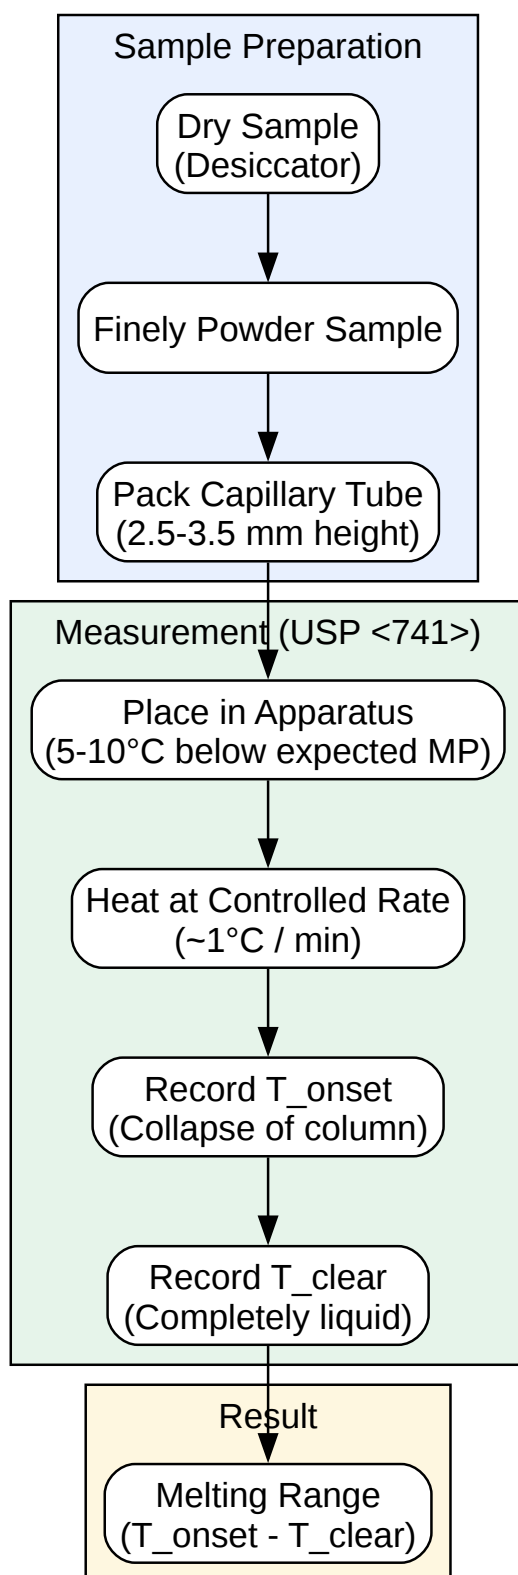 Sample Preparation
Dry Sample
(Desiccator)
Finely Powder Sample
Pack Capillary Tube
(2.5-3.5 mm height)
Measurement (USP <741>)
Place in Apparatus
(5-10°C below expected MP)
Heat at Controlled Rate
(~1°C / min)
Record T_onset
(Collapse of column)
Record T_clear
(Completely liquid)
Result
Melting Range
(T_onset - T_clear)